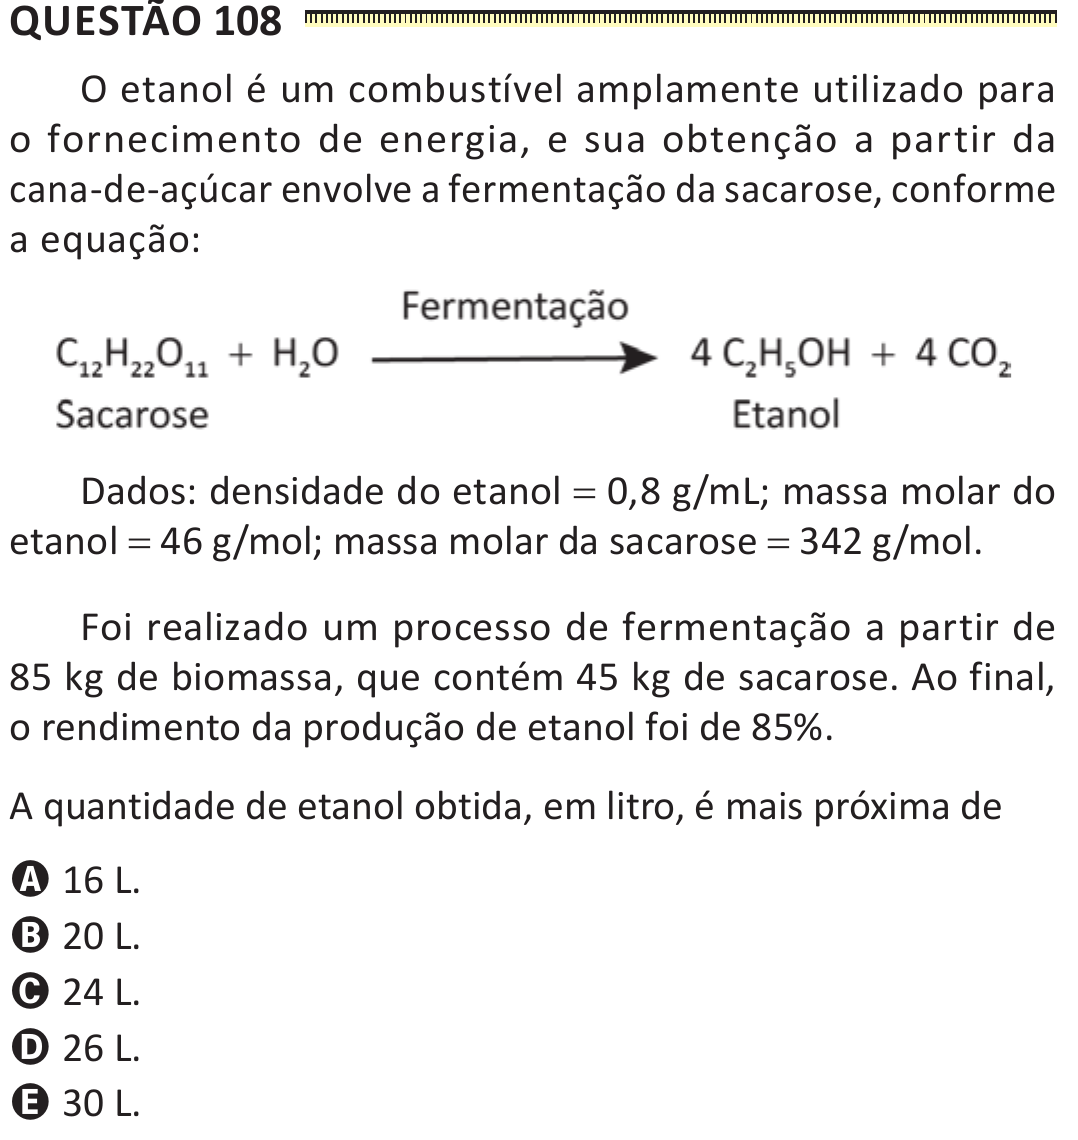 QUESTÃO 108
O etanol é um combustível amplamente utilizado para
o fornecimento de energia, e sua obtenção a partir da
cana-de-açúcar envolve a fermentação da sacarose, conforme
a equação:
Fermentação
C₁₂H₂₂O₁₁ + H₂O ⟶ 4 C₂H₅OH + 4 CO₂
Sacarose Etanol
Dados: densidade do etanol = 0,8 g/mL; massa molar do
etanol = 46 g/mol; massa molar da sacarose = 342 g/mol.
Foi realizado um processo de fermentação a partir de
85 kg de biomassa, que contém 45 kg de sacarose. Ao final,
o rendimento da produção de etanol foi de 85%.
A quantidade de etanol obtida, em litro, é mais próxima de
A 16 L.
B 20 L.
C 24 L.
D 26 L.
E 30 L.